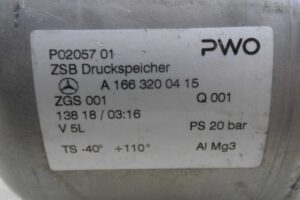 P02057 01 PWO
ZSB Druckspeicher
A 166 320 04 15
ZGS 001 Q 001
138 18 / 03:16
V 5L PS 20 bar
TS -40° +110° Al Mg3